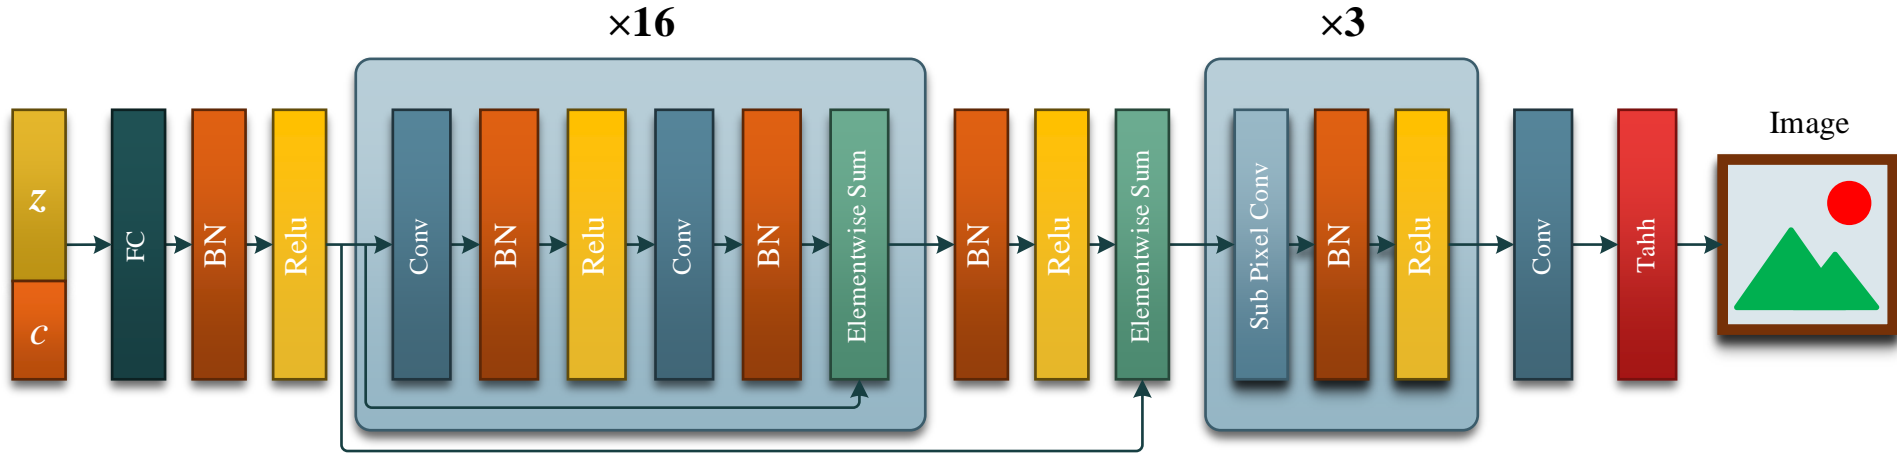 ×16
×3
z
c
FC
BN
Relu
Conv
BN
Relu
Conv
BN
Elementwise Sum
BN
Relu
Elementwise Sum
Sub Pixel Conv
BN
Relu
Conv
Tahh
Image